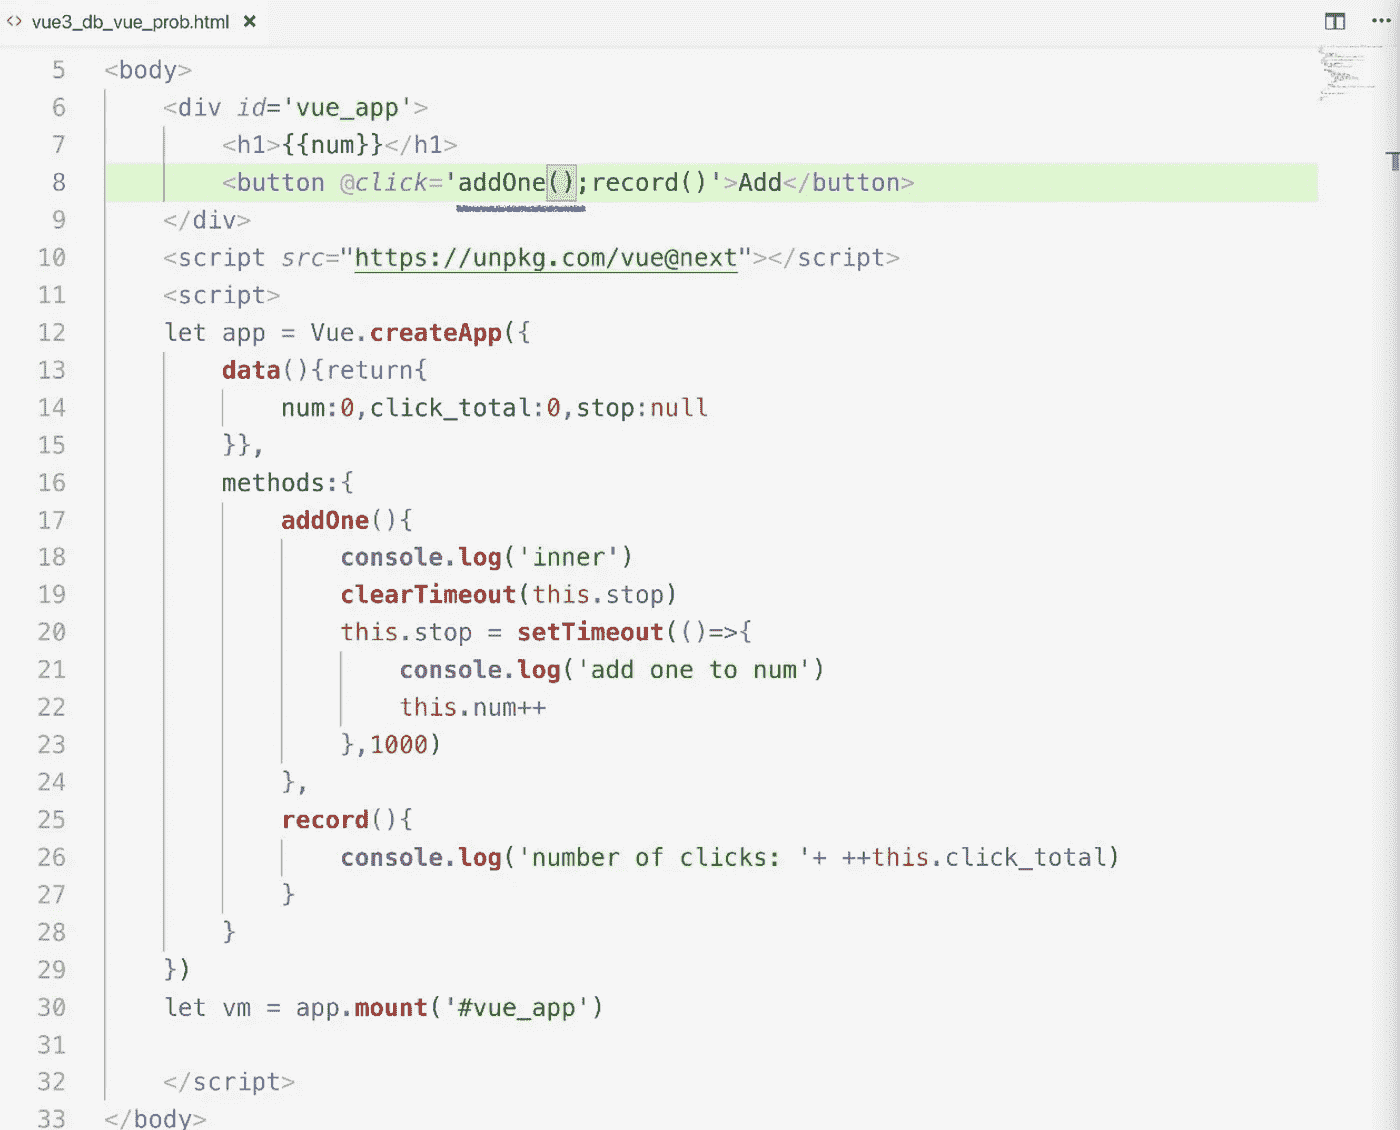 <> vue3_db_vue_prob.html ×
5 <body>
6 <div id='vue_app'>
7 <h1>{{num}}</h1>
8 <button @click='addOne();record()'>Add</button>
9 </div>
10 <script src="https://unpkg.com/vue@next"></script>
11 <script>
12 let app = Vue.createApp({
13 data(){return{
14 num:0,click_total:0,stop:null
15 }},
16 methods:{
17 addOne(){
18 console.log('inner')
19 clearTimeout(this.stop)
20 this.stop = setTimeout(()=>{
21 console.log('add one to num')
22 this.num++
23 },1000)
24 },
25 record(){
26 console.log('number of clicks: '+ ++this.click_total)
27 }
28 }
29 })
30 let vm = app.mount('#vue_app')
31
32 </script>
33 </body>